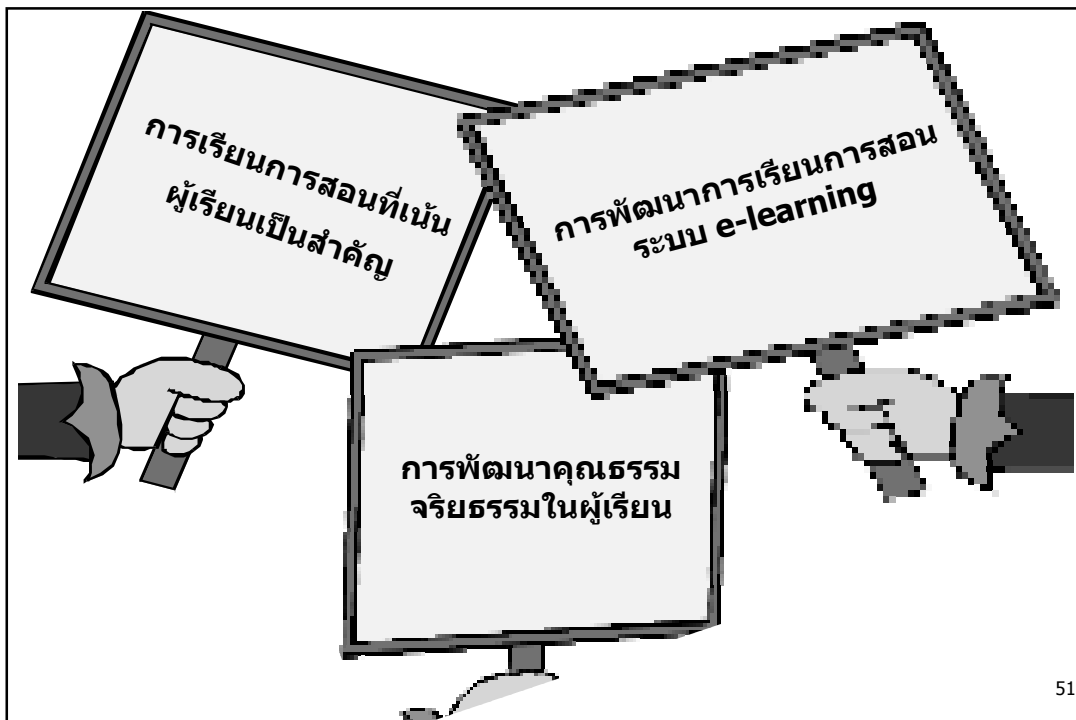 การเรียนการสอนที่เน้น
ผู้เรียนเป็นสำคัญ
การพัฒนาการเรียนการสอน
ระบบ e-learning
การพัฒนาคุณธรรม
จริยธรรมในผู้เรียน
51